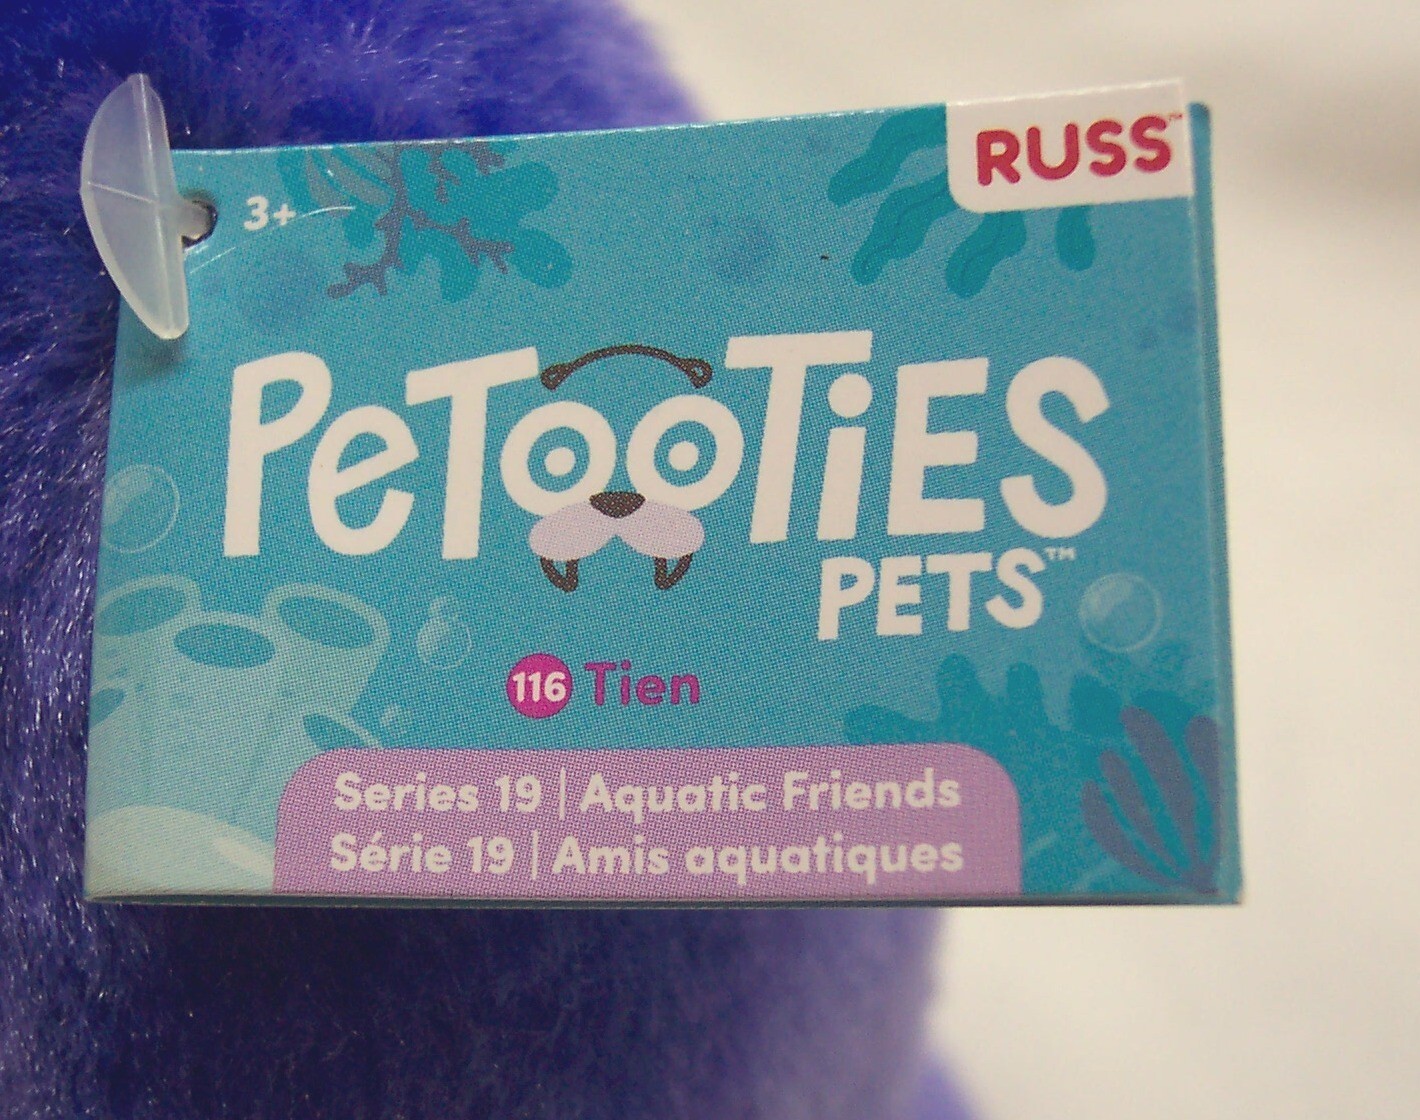 RUSS™
3+
PeTooTiES
PETS™
116 Tien
Series 19 | Aquatic Friends
Série 19 | Amis aquatiques